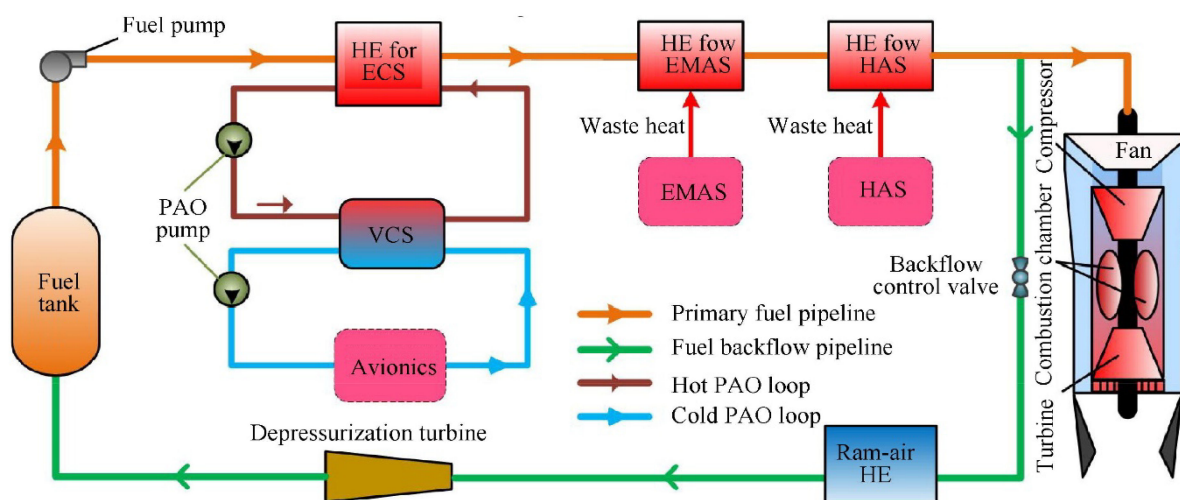 Fuel pump
HE for
ECS
HE fow
EMAS
HE fow
HAS
Waste heat
Waste heat
EMAS
HAS
PAO
pump
VCS
Fuel
tank
Avionics
Primary fuel pipeline
Fuel backflow pipeline
Hot PAO loop
Cold PAO loop
Backflow
control valve
Compressor
Fan
Combustion chamber
Turbine
Depressurization turbine
Ram-air
HE